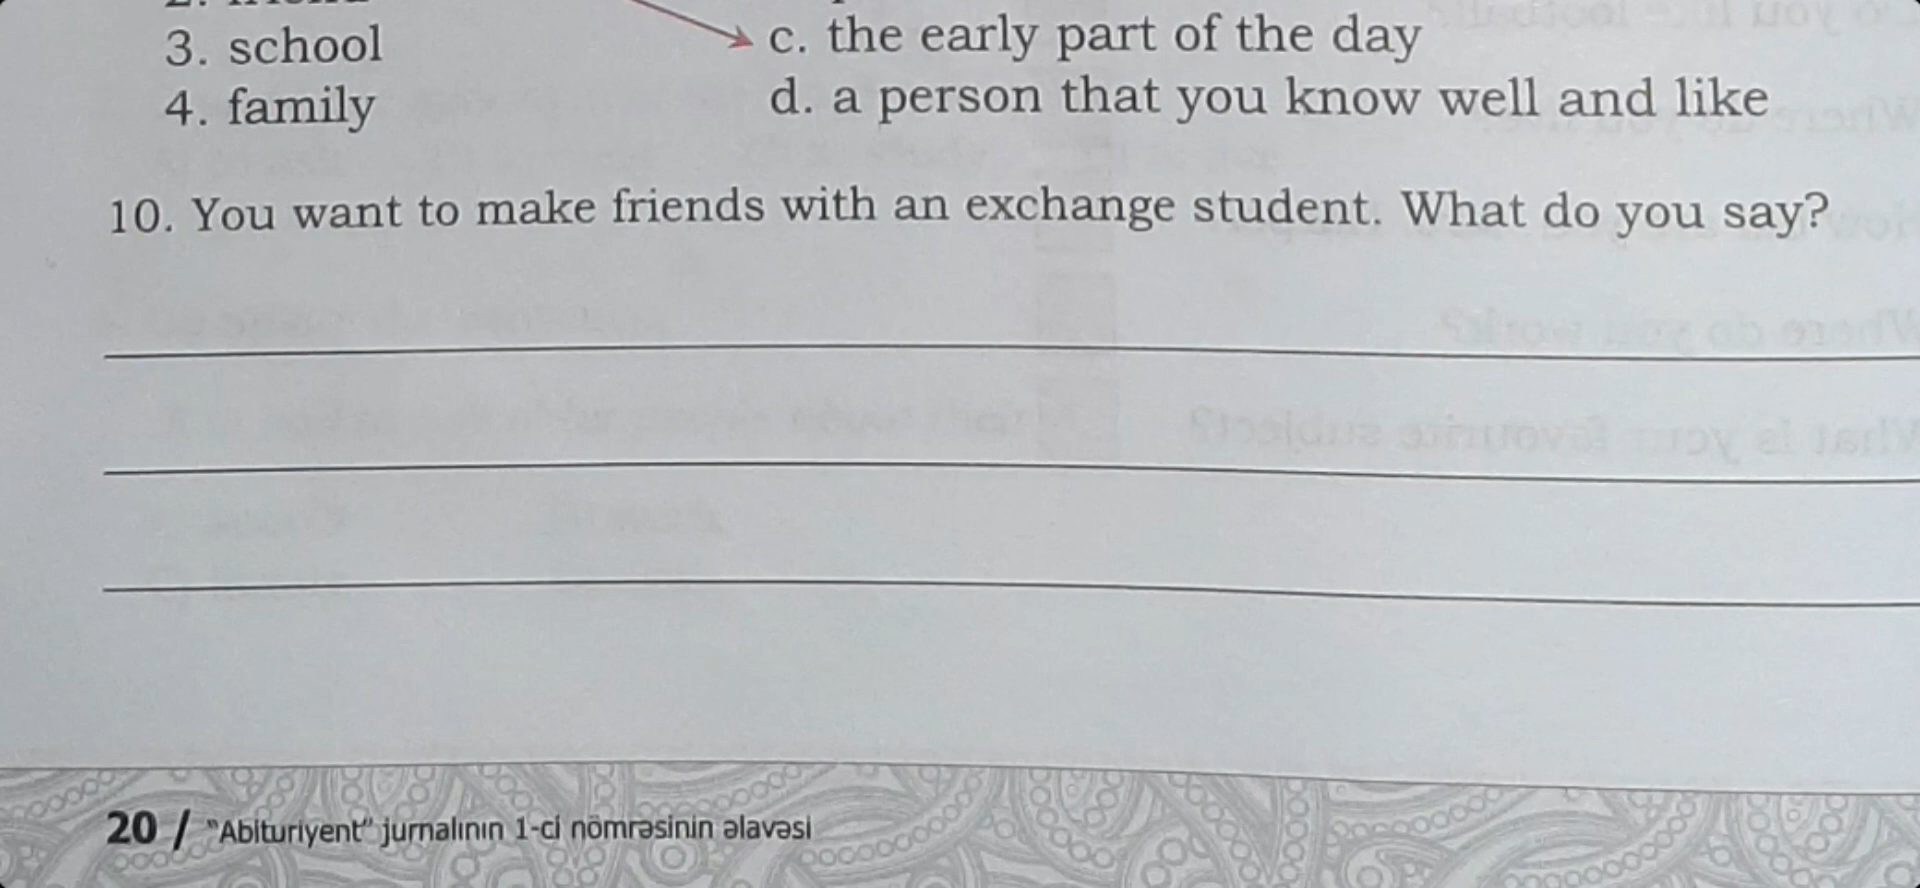 3. school
c. the early part of the day
4. family
d. a person that you know well and like
10. You want to make friends with an exchange student. What do you say?
20 / "Abituriyent" jurnalının 1-ci nömrəsinin əlavəsi